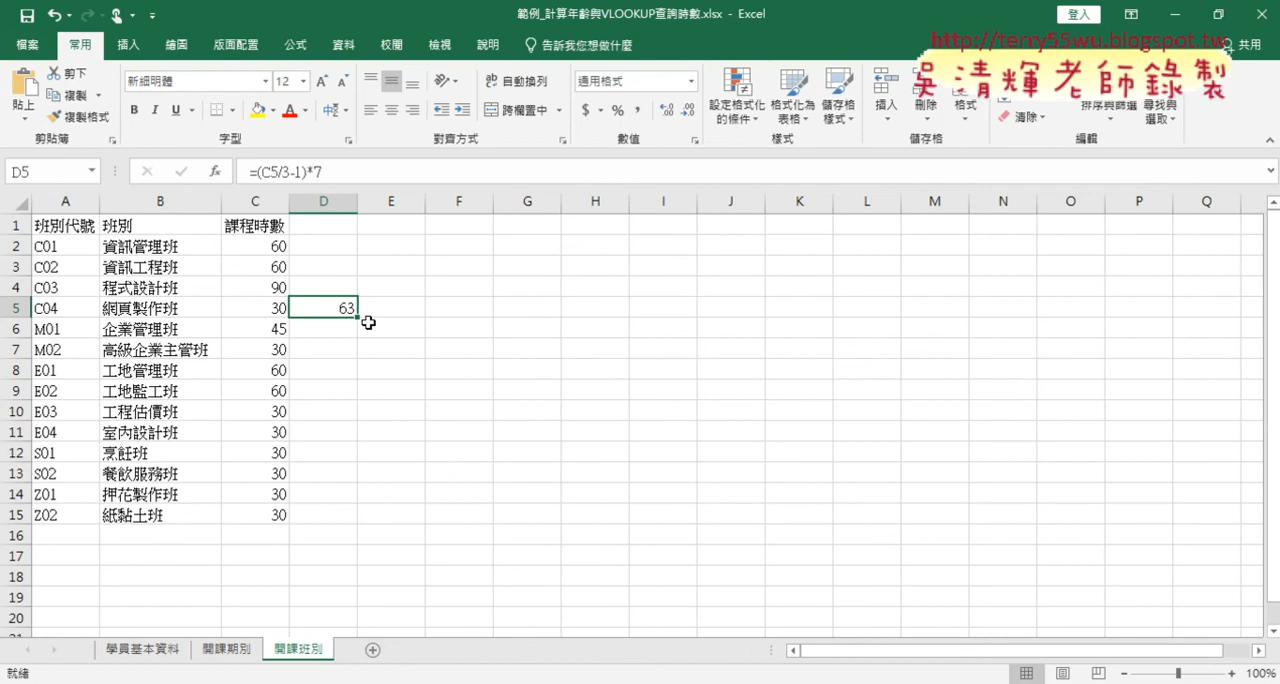 範例_計算年齡與VLOOKUP查詢時數.xlsx - Excel
登入
檔案 常用 插入 繪圖 版面配置 公式 資料 校閱 檢視 說明 告訴我您想做什麼 共用
http://terry55wu.blogspot.tw
吳清輝老師錄製
貼上 剪下 複製 複製格式 剪貼簿
新細明體 12 B I U A 中 字型
ab 自動換列 跨欄置中 對齊方式
通用格式 $ % , 數值
設定格式化的條件 格式化為表格 儲存格樣式 樣式
插入 刪除 格式 儲存格
清除 排序與篩選 尋找與選取 編輯
D5 fx =(C5/3-1)*7
A B C D E F G H I J K L M N O P Q
1 班別代號 班別 課程時數
2 C01 資訊管理班 60
3 C02 資訊工程班 60
4 C03 程式設計班 90
5 C04 網頁製作班 30 63
6 M01 企業管理班 45
7 M02 高級企業主管班 30
8 E01 工地管理班 60
9 E02 工地監工班 60
10 E03 工程估價班 30
11 E04 室內設計班 30
12 S01 烹飪班 30
13 S02 餐飲服務班 30
14 Z01 押花製作班 30
15 Z02 紙黏土班 30
16
17
18
19
20
學員基本資料 開課期別 開課班別
就緒 100%